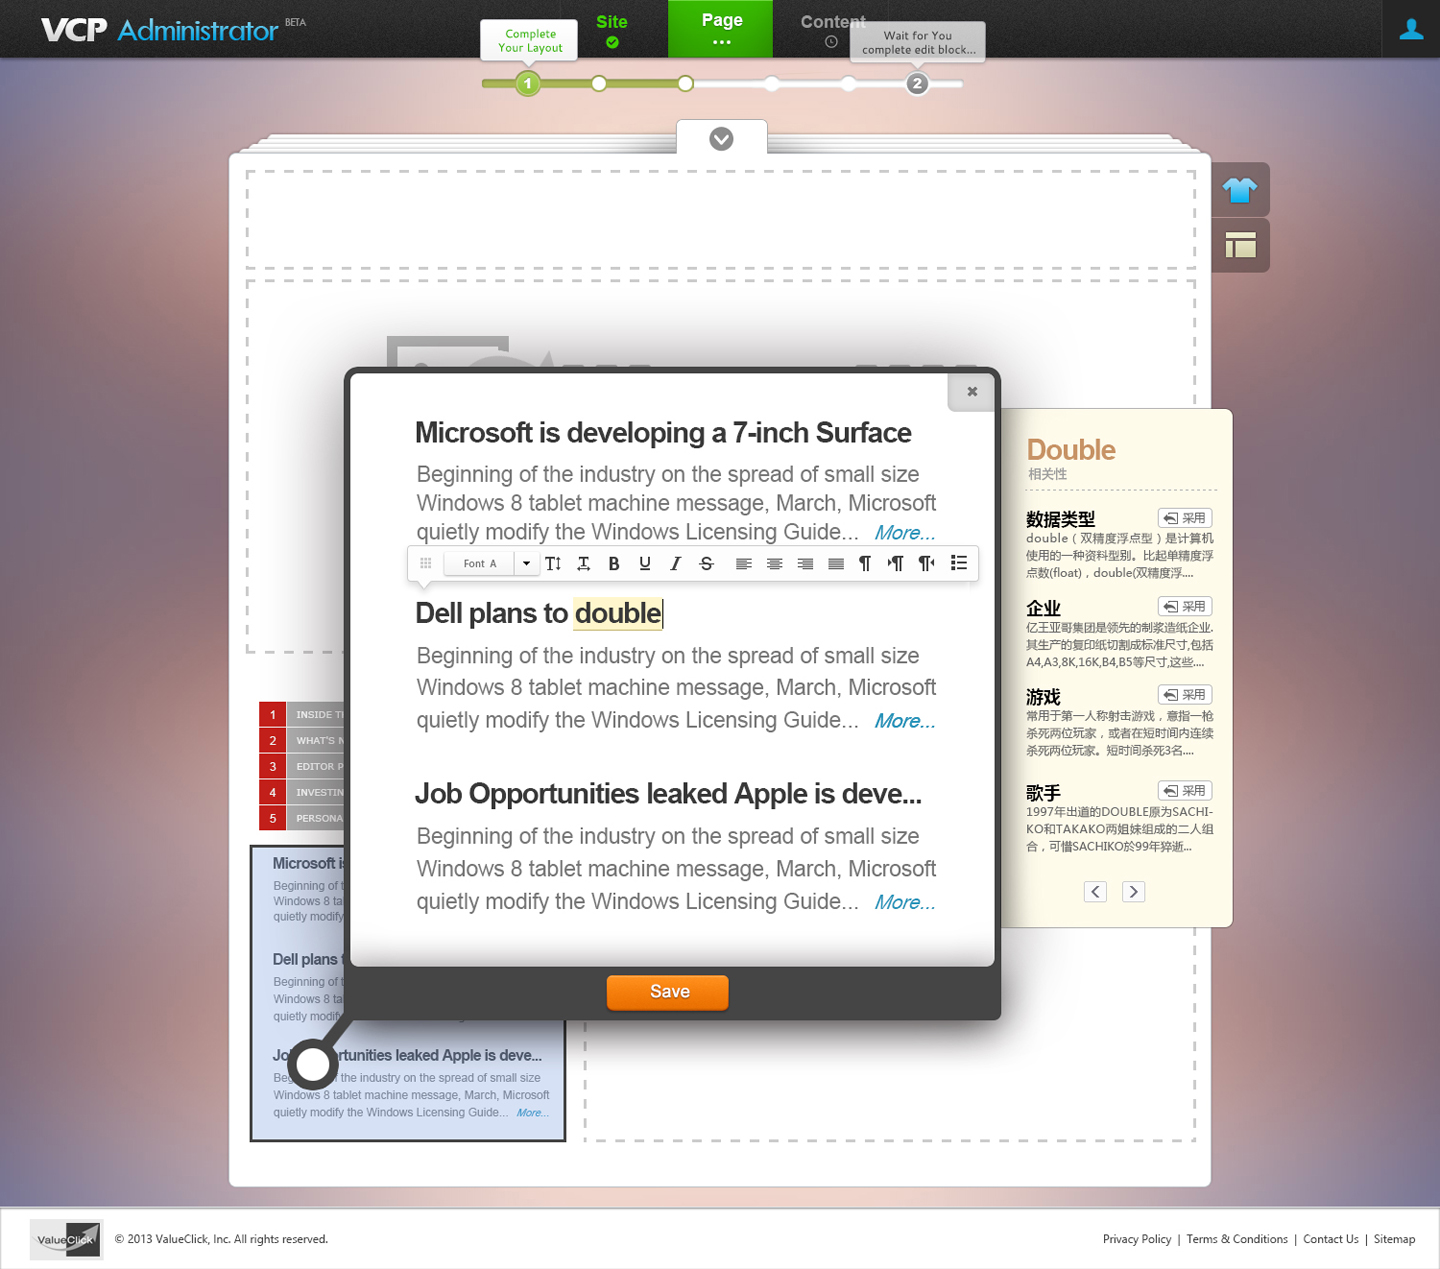 VCP Administrator BETA
Complete
Your Layout
Site
Page
Content
Wait for You
complete edit block...
1
2
Microsoft is developing a 7-inch Surface
Beginning of the industry on the spread of small size
Windows 8 tablet machine message, March, Microsoft
quietly modify the Windows Licensing Guide... More...
Font A
Dell plans to double
Beginning of the industry on the spread of small size
Windows 8 tablet machine message, March, Microsoft
quietly modify the Windows Licensing Guide... More...
Job Opportunities leaked Apple is deve...
Beginning of the industry on the spread of small size
Windows 8 tablet machine message, March, Microsoft
quietly modify the Windows Licensing Guide... More...
Save
Double
相关性
数据类型 采用
double（双精度浮点型）是计算机
使用的一种资料型别。比起单精度浮
点数(float)，double(双精度浮....
企业 采用
亿王亚哥集团是领先的制浆造纸企业.
其生产的复印纸切割成标准尺寸,包括
A4,A3,8K,16K,B4,B5等尺寸,这些....
游戏 采用
常用于第一人称射击游戏，意指一枪
杀死两位玩家，或者在短时间内连续
杀死两位玩家。短时间杀死3名....
歌手 采用
1997年出道的DOUBLE原为SACHI-
KO和TAKAKO两姐妹组成的二人组
合，可惜SACHIKO於99年猝逝...
1 INSIDE T
2 WHAT'S N
3 EDITOR P
4 INVESTIN
5 PERSONA
Microsoft is
Beginning of t
Windows 8 ta
quietly modify
Dell plans t
Beginning of t
Windows 8 ta
quietly modify the Windows Licensing Guide...
Jo ortunities leaked Apple is deve...
Beg f the industry on the spread of small size
Windows 8 tablet machine message, March, Microsoft
quietly modify the Windows Licensing Guide... More...
ValueClick
© 2013 ValueClick, Inc. All rights reserved.
Privacy Policy | Terms & Conditions | Contact Us | Sitemap